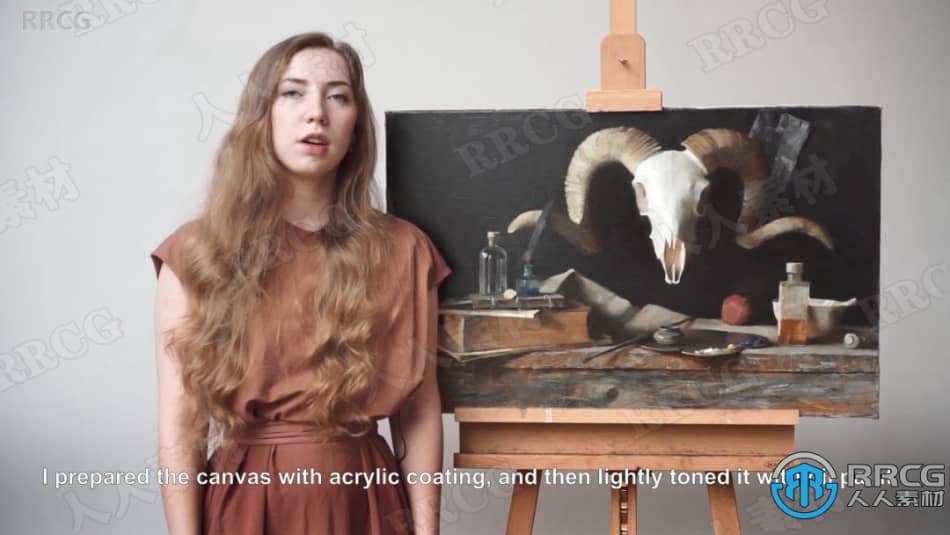 RRCG
I prepared the canvas with acrylic coating, and then lightly toned it
RRCG
人人素材